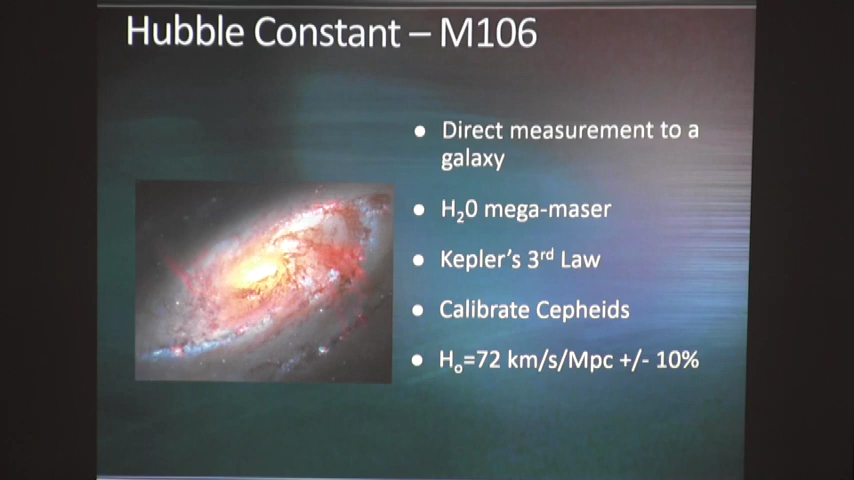 Hubble Constant – M106
● Direct measurement to a
galaxy
● H₂0 mega-maser
● Kepler's 3ʳᵈ Law
● Calibrate Cepheids
● Hₒ=72 km/s/Mpc +/- 10%